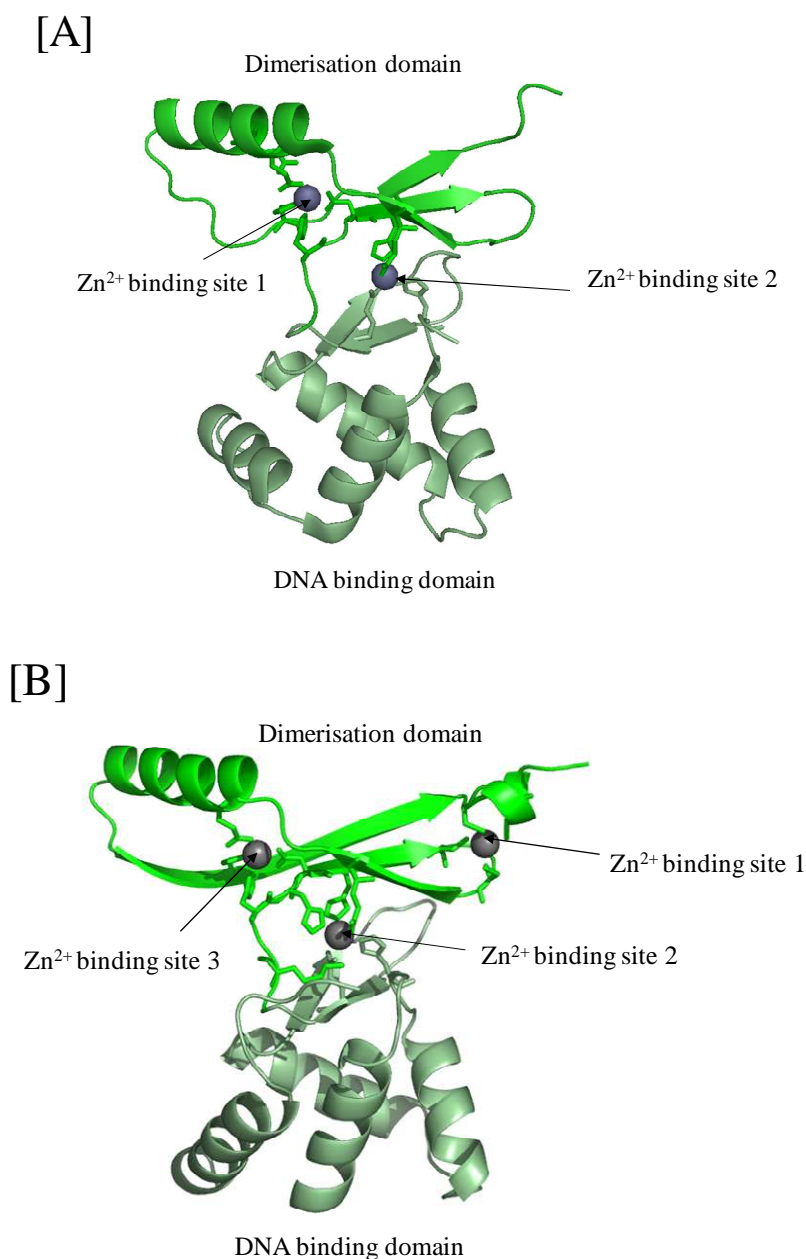 [A]
Dimerisation domain
Zn²⁺ binding site 1
Zn²⁺ binding site 2
DNA binding domain
[B]
Dimerisation domain
Zn²⁺ binding site 1
Zn²⁺ binding site 3
Zn²⁺ binding site 2
DNA binding domain